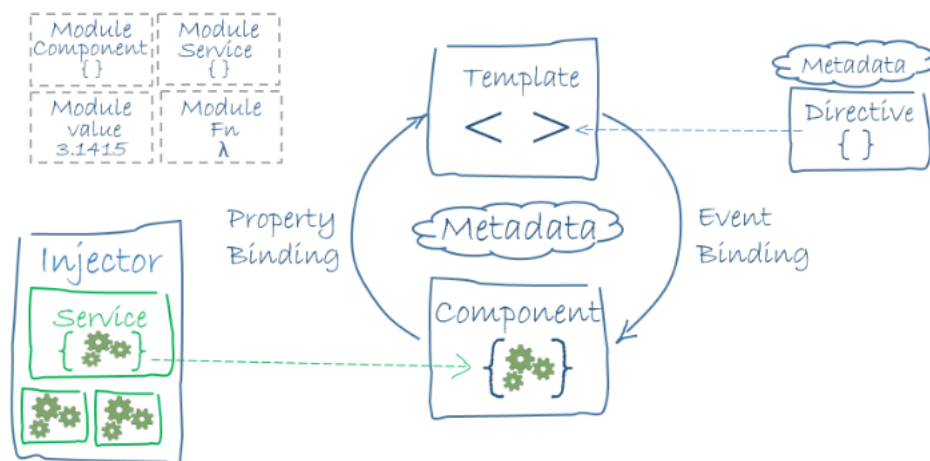 Module
Component
{ }
Module
Service
{ }
Module
value
3.1415
Module
Fn
λ
Template
< >
Metadata
Directive
{ }
Property
Binding
Metadata
Event
Binding
Injector
Service
{ }
Component
{ }